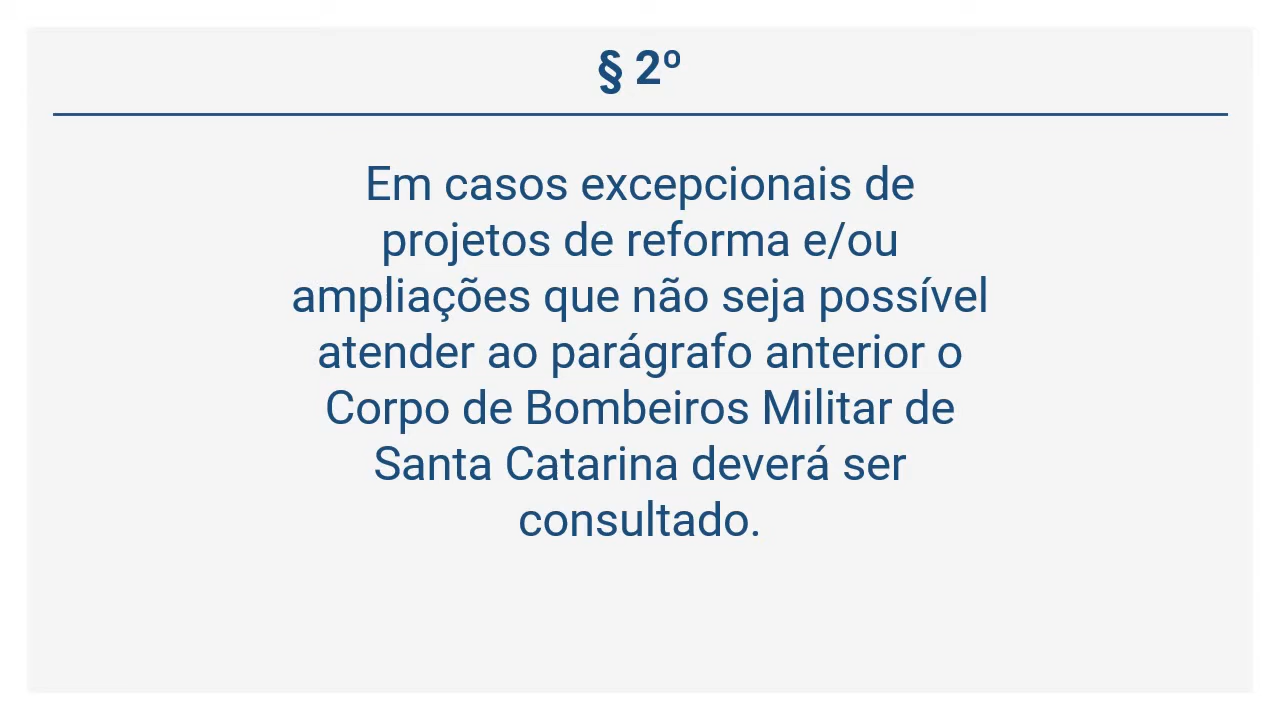 § 2º
Em casos excepcionais de
projetos de reforma e/ou
ampliações que não seja possível
atender ao parágrafo anterior o
Corpo de Bombeiros Militar de
Santa Catarina deverá ser
consultado.